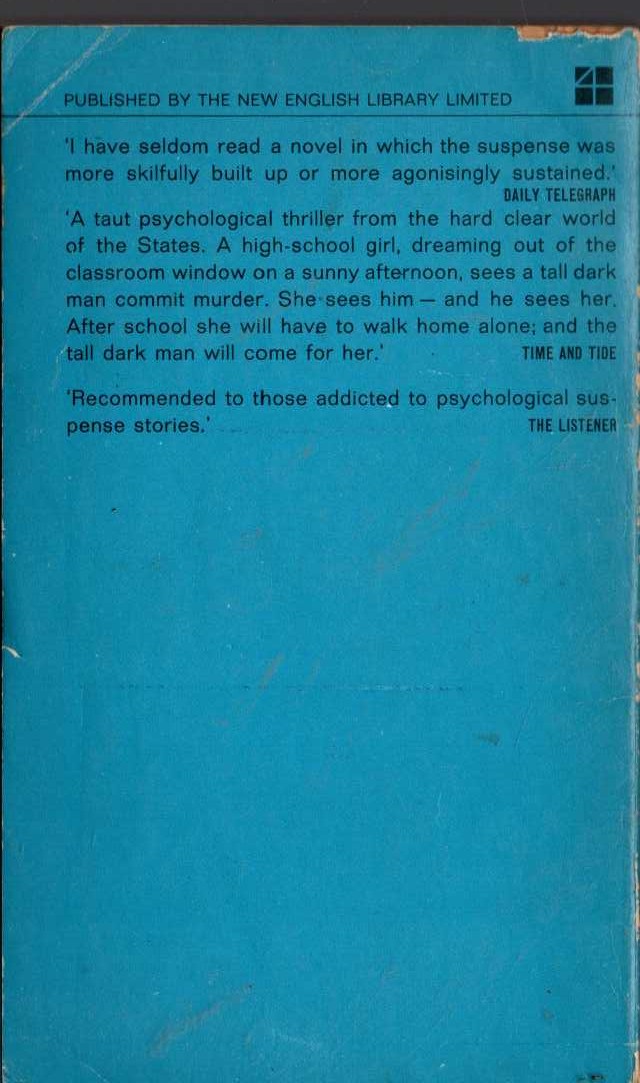 PUBLISHED BY THE NEW ENGLISH LIBRARY LIMITED
'I have seldom read a novel in which the suspense was
more skilfully built up or more agonisingly sustained.'
DAILY TELEGRAPH
'A taut psychological thriller from the hard clear world
of the States. A high-school girl, dreaming out of the
classroom window on a sunny afternoon, sees a tall dark
man commit murder. She sees him — and he sees her.
After school she will have to walk home alone; and the
tall dark man will come for her.' TIME AND TIDE
'Recommended to those addicted to psychological sus-
pense stories.' THE LISTENER